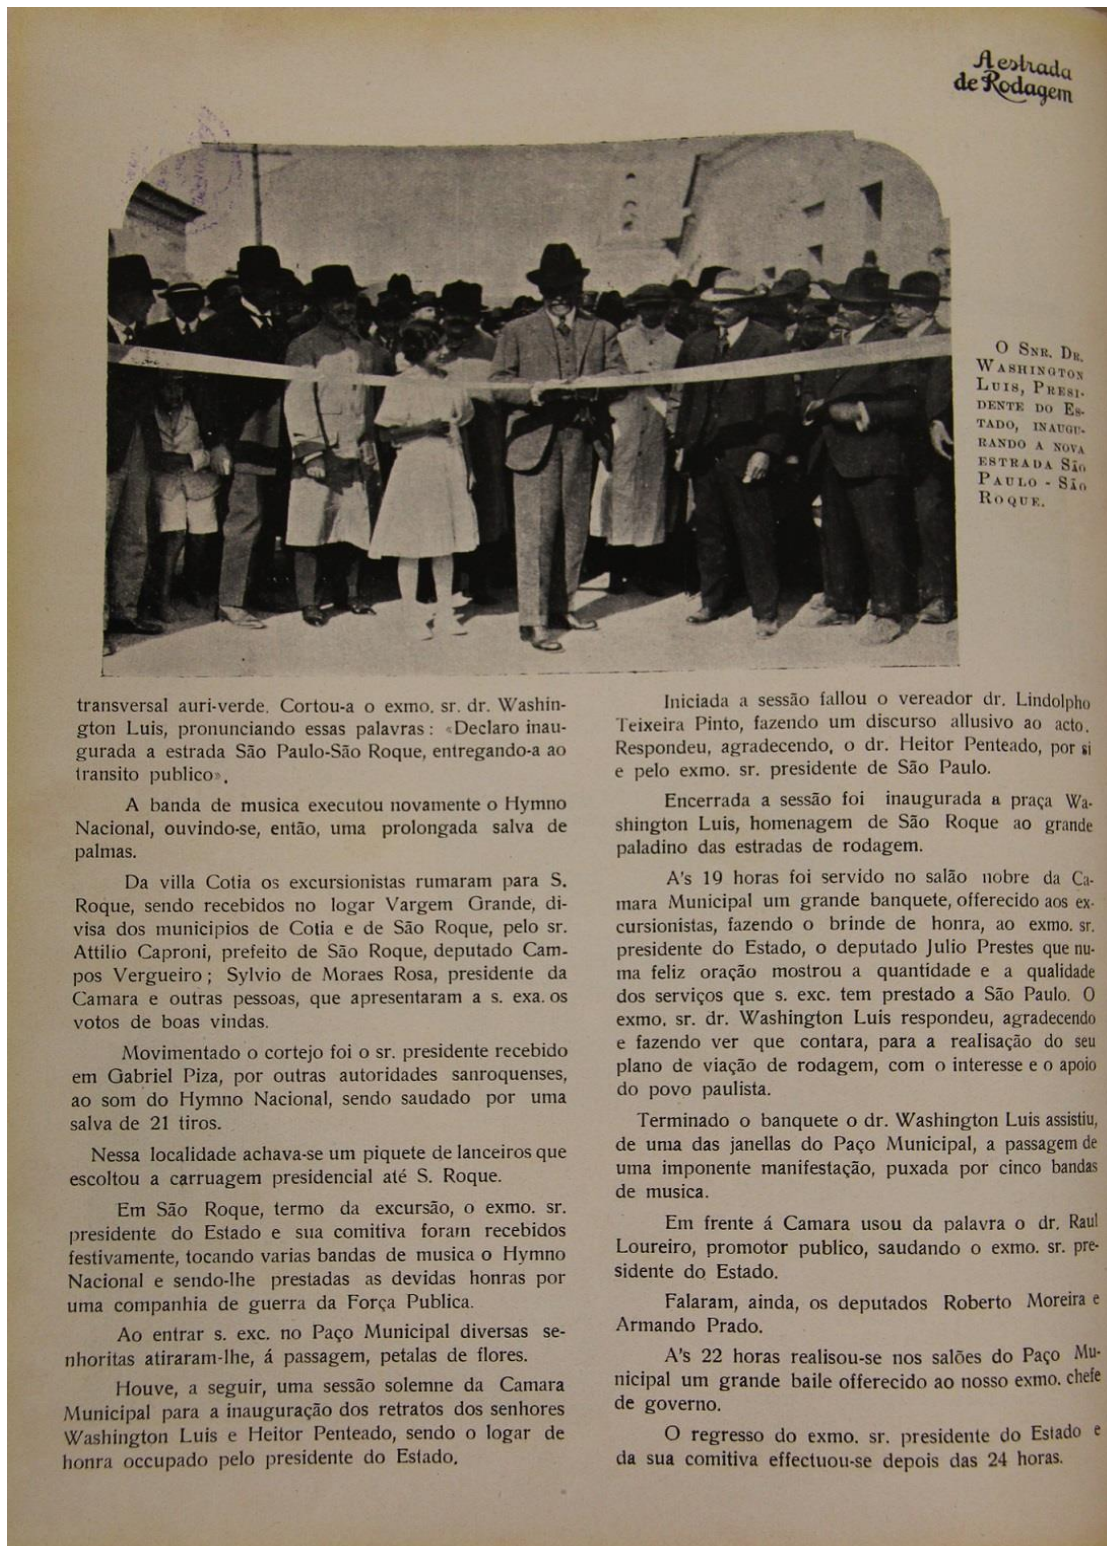 A estrada
de Rodagem
O SNR. DR.
WASHINGTON
LUIS, PRESI-
DENTE DO ES-
TADO, INAUGU-
RANDO A NOVA
ESTRADA SÃO
PAULO - SÃO
ROQUE.
transversal auri-verde. Cortou-a o exmo. sr. dr. Washin-
gton Luis, pronunciando essas palavras: «Declaro inau-
gurada a estrada São Paulo-São Roque, entregando-a ao
transito publico».
A banda de musica executou novamente o Hymno
Nacional, ouvindo-se, então, uma prolongada salva de
palmas.
Da villa Cotia os excursionistas rumaram para S.
Roque, sendo recebidos no logar Vargem Grande, di-
visa dos municipios de Cotia e de São Roque, pelo sr.
Attilio Caproni, prefeito de São Roque, deputado Cam-
pos Vergueiro; Sylvio de Moraes Rosa, presidente da
Camara e outras pessoas, que apresentaram a s. exa. os
votos de boas vindas.
Movimentado o cortejo foi o sr. presidente recebido
em Gabriel Piza, por outras autoridades sanroquenses,
ao som do Hymno Nacional, sendo saudado por uma
salva de 21 tiros.
Nessa localidade achava-se um piquete de lanceiros que
escoltou a carruagem presidencial até S. Roque.
Em São Roque, termo da excursão, o exmo. sr.
presidente do Estado e sua comitiva foram recebidos
festivamente, tocando varias bandas de musica o Hymno
Nacional e sendo-lhe prestadas as devidas honras por
uma companhia de guerra da Força Publica.
Ao entrar s. exc. no Paço Municipal diversas se-
nhoritas atiraram-lhe, á passagem, petalas de flores.
Houve, a seguir, uma sessão solemne da Camara
Municipal para a inauguração dos retratos dos senhores
Washington Luis e Heitor Penteado, sendo o logar de
honra occupado pelo presidente do Estado.
Iniciada a sessão fallou o vereador dr. Lindolpho
Teixeira Pinto, fazendo um discurso allusivo ao acto.
Respondeu, agradecendo, o dr. Heitor Penteado, por si
e pelo exmo. sr. presidente de São Paulo.
Encerrada a sessão foi inaugurada a praça Wa-
shington Luis, homenagem de São Roque ao grande
paladino das estradas de rodagem.
A's 19 horas foi servido no salão nobre da Ca-
mara Municipal um grande banquete, offerecido aos ex-
cursionistas, fazendo o brinde de honra, ao exmo. sr.
presidente do Estado, o deputado Julio Prestes que nu-
ma feliz oração mostrou a quantidade e a qualidade
dos serviços que s. exc. tem prestado a São Paulo. O
exmo. sr. dr. Washington Luis respondeu, agradecendo
e fazendo ver que contara, para a realisação do seu
plano de viação de rodagem, com o interesse e o apoio
do povo paulista.
Terminado o banquete o dr. Washington Luis assistiu,
de uma das janellas do Paço Municipal, a passagem de
uma imponente manifestação, puxada por cinco bandas
de musica.
Em frente á Camara usou da palavra o dr. Raul
Loureiro, promotor publico, saudando o exmo. sr. pre-
sidente do Estado.
Falaram, ainda, os deputados Roberto Moreira e
Armando Prado.
A's 22 horas realisou-se nos salões do Paço Mu-
nicipal um grande baile offerecido ao nosso exmo. chefe
de governo.
O regresso do exmo. sr. presidente do Estado e
da sua comitiva effectuou-se depois das 24 horas.